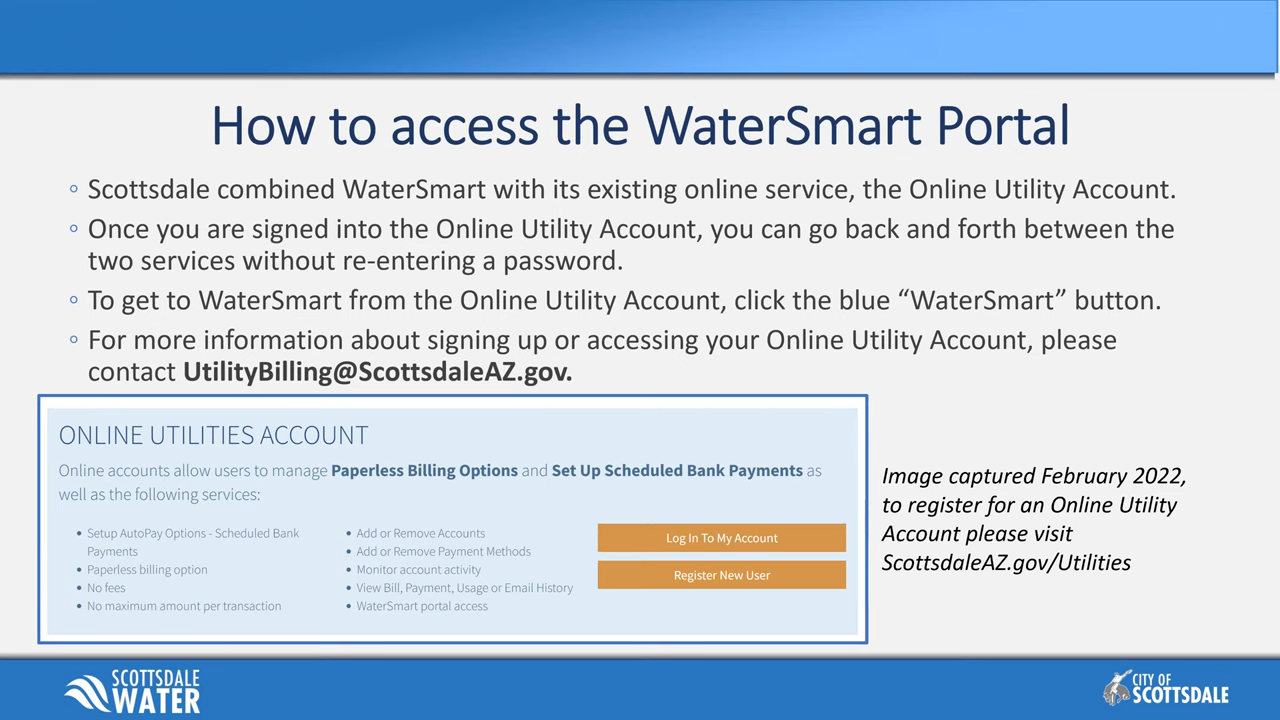 How to access the WaterSmart Portal
◦ Scottsdale combined WaterSmart with its existing online service, the Online Utility Account.
◦ Once you are signed into the Online Utility Account, you can go back and forth between the
two services without re-entering a password.
◦ To get to WaterSmart from the Online Utility Account, click the blue “WaterSmart” button.
◦ For more information about signing up or accessing your Online Utility Account, please
contact UtilityBilling@ScottsdaleAZ.gov.
ONLINE UTILITIES ACCOUNT
Online accounts allow users to manage Paperless Billing Options and Set Up Scheduled Bank Payments as
well as the following services:
• Setup AutoPay Options - Scheduled Bank
Payments
• Paperless billing option
• No fees
• No maximum amount per transaction
• Add or Remove Accounts
• Add or Remove Payment Methods
• Monitor account activity
• View Bill, Payment, Usage or Email History
• WaterSmart portal access
Log In To My Account
Register New User
Image captured February 2022,
to register for an Online Utility
Account please visit
ScottsdaleAZ.gov/Utilities
SCOTTSDALE
WATER
CITY OF
SCOTTSDALE